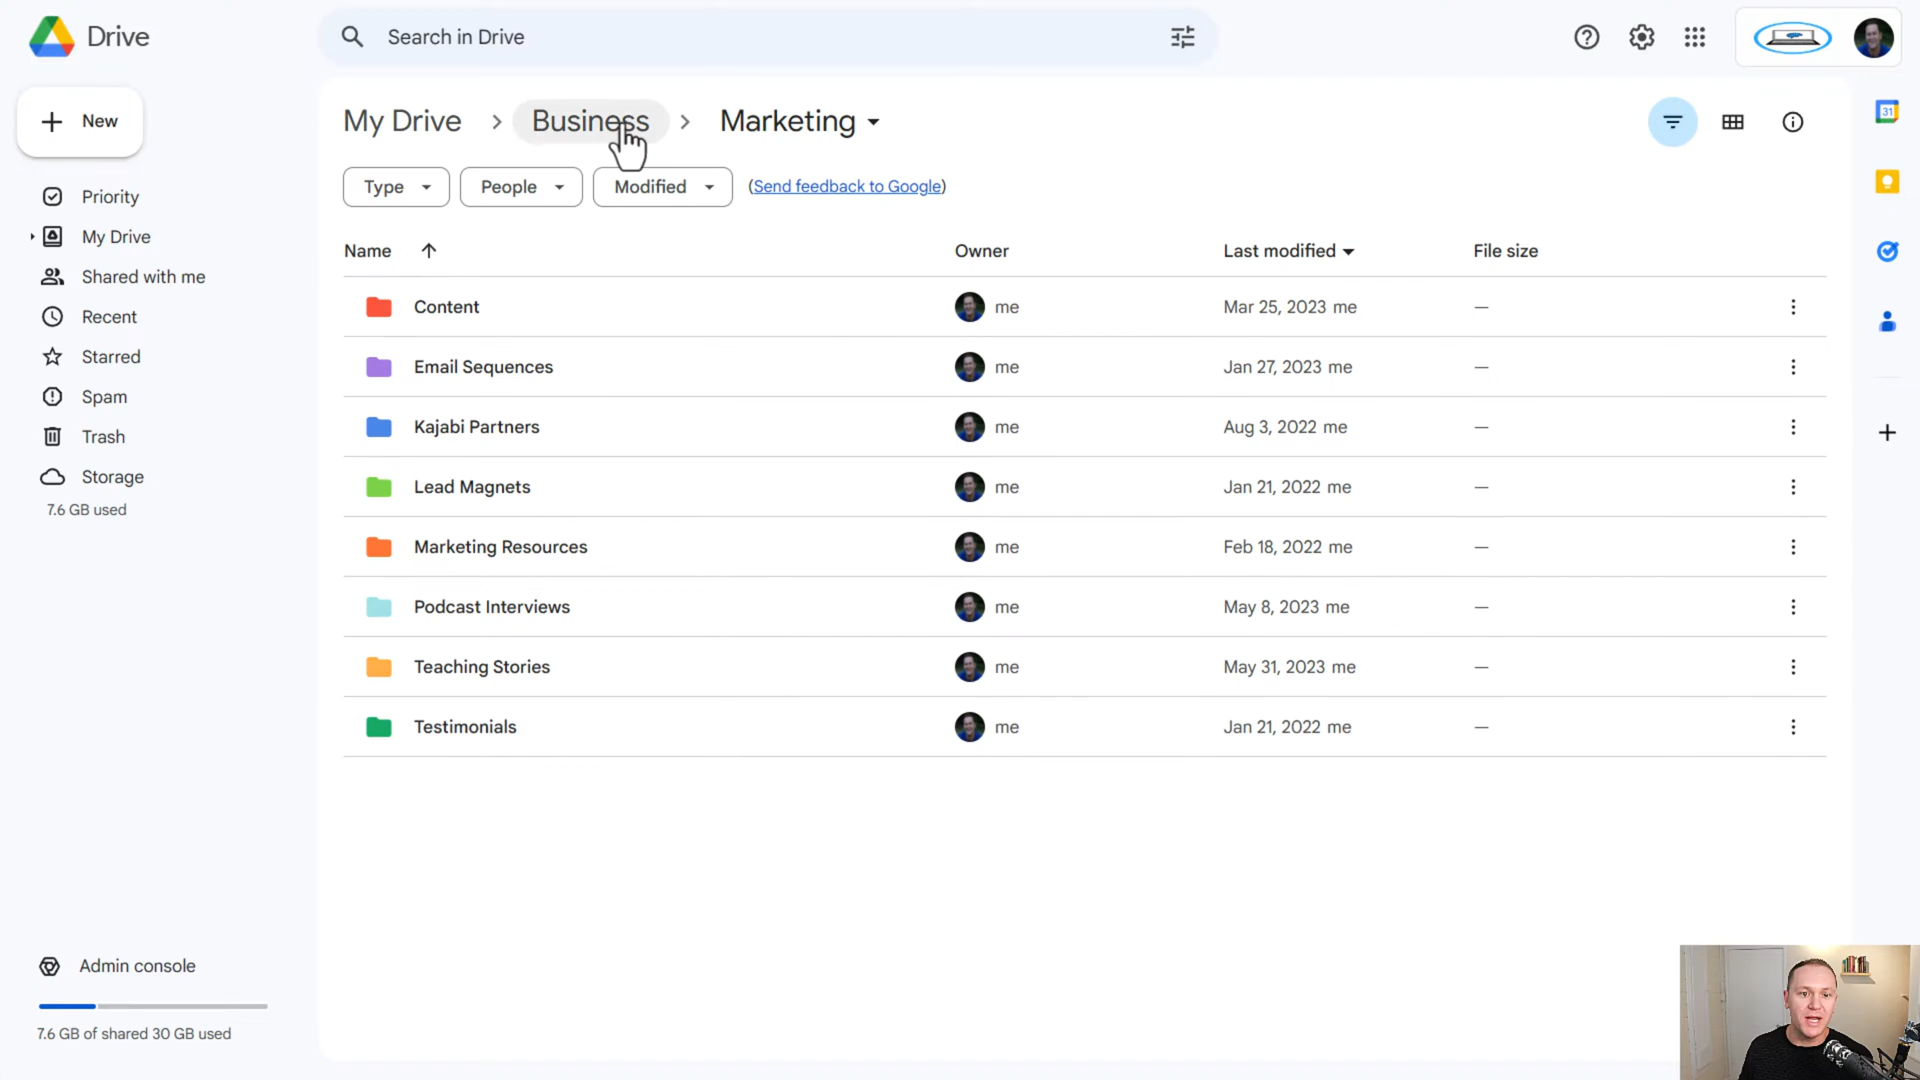 Drive
Search in Drive
New
My Drive > Business > Marketing
Type People Modified (Send feedback to Google)
Priority
My Drive
Shared with me
Recent
Starred
Spam
Trash
Storage
7.6 GB used
Name Owner Last modified File size
Content me Mar 25, 2023 me —
Email Sequences me Jan 27, 2023 me —
Kajabi Partners me Aug 3, 2022 me —
Lead Magnets me Jan 21, 2022 me —
Marketing Resources me Feb 18, 2022 me —
Podcast Interviews me May 8, 2023 me —
Teaching Stories me May 31, 2023 me —
Testimonials me Jan 21, 2022 me —
31
Admin console
7.6 GB of shared 30 GB used